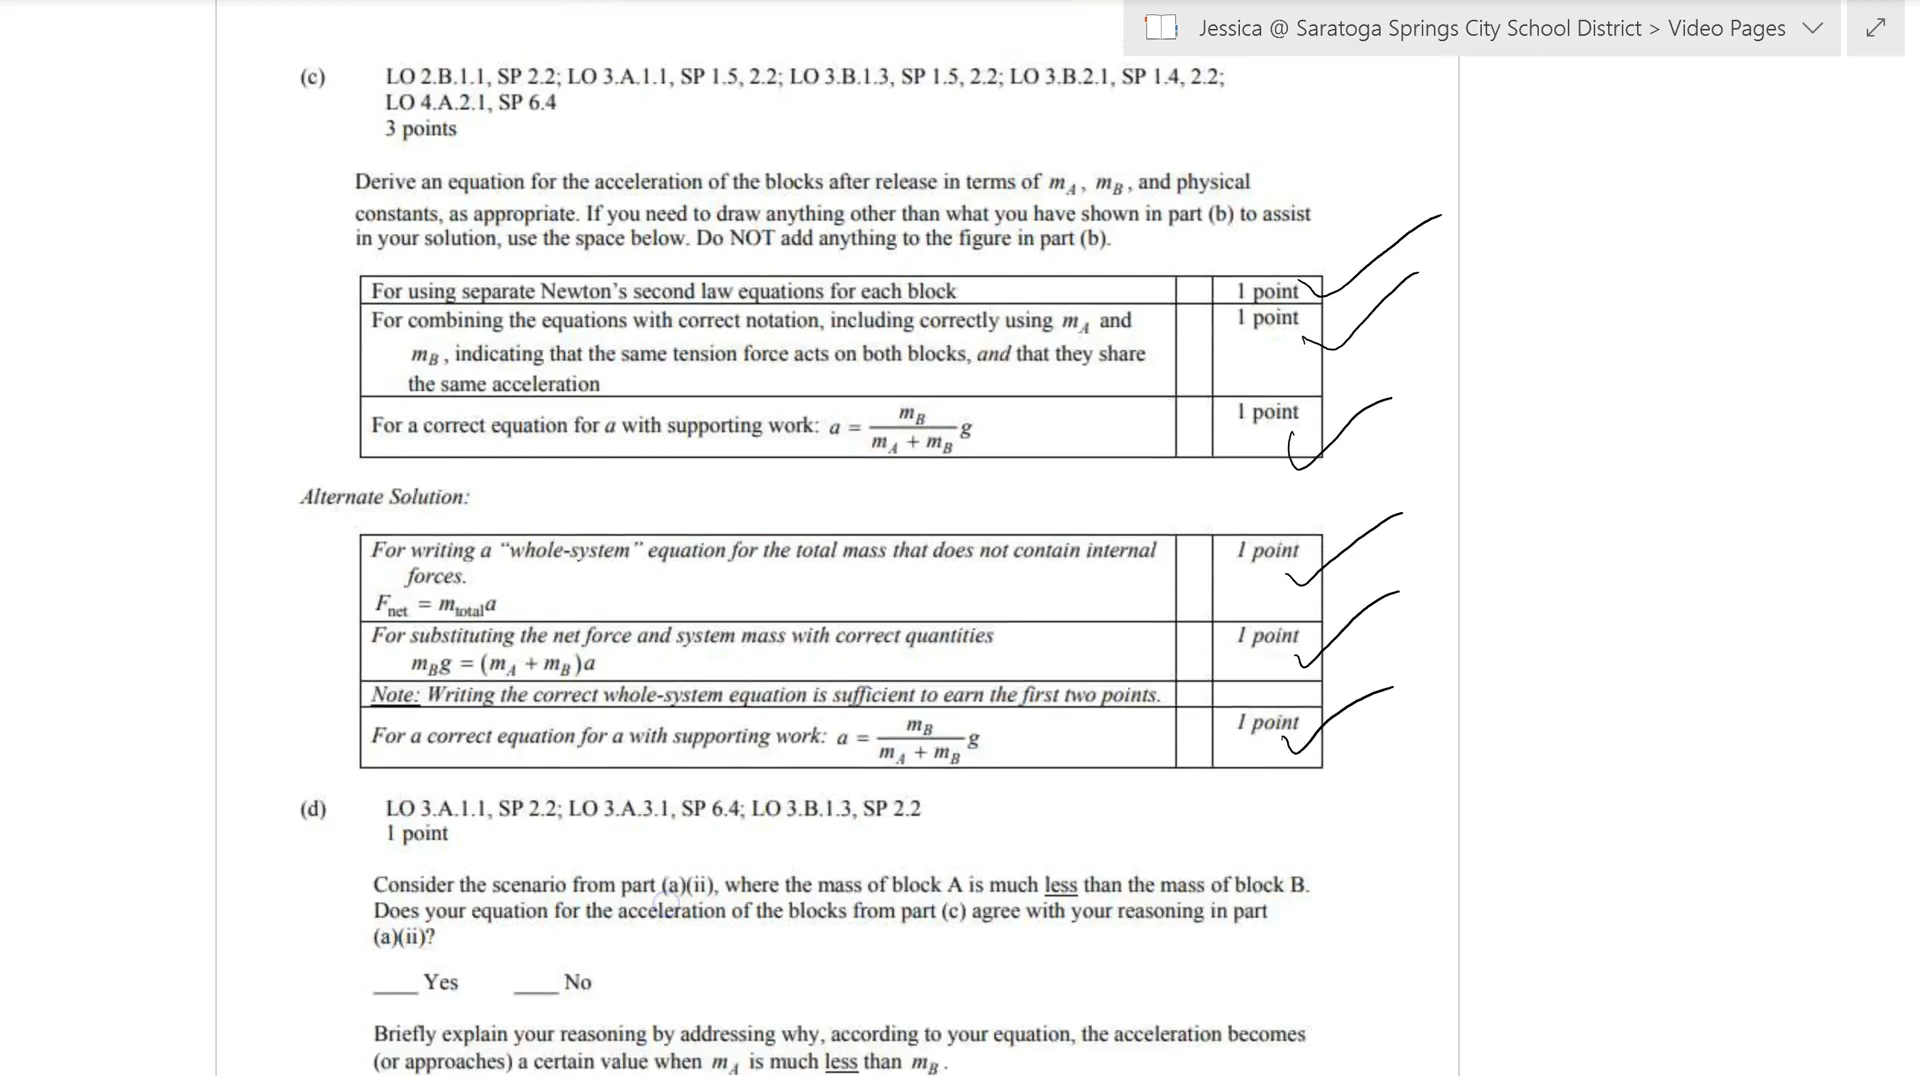 Jessica @ Saratoga Springs City School District > Video Pages
(c) LO 2.B.1.1, SP 2.2; LO 3.A.1.1, SP 1.5, 2.2; LO 3.B.1.3, SP 1.5, 2.2; LO 3.B.2.1, SP 1.4, 2.2;
LO 4.A.2.1, SP 6.4
3 points
Derive an equation for the acceleration of the blocks after release in terms of m_A, m_B, and physical
constants, as appropriate. If you need to draw anything other than what you have shown in part (b) to assist
in your solution, use the space below. Do NOT add anything to the figure in part (b).
For using separate Newton's second law equations for each block 1 point
For combining the equations with correct notation, including correctly using m_A and 1 point
m_B, indicating that the same tension force acts on both blocks, and that they share
the same acceleration
For a correct equation for a with supporting work: a = m_B / (m_A + m_B) g 1 point
Alternate Solution:
For writing a "whole-system" equation for the total mass that does not contain internal 1 point
forces.
F_net = m_total a
For substituting the net force and system mass with correct quantities 1 point
m_B g = (m_A + m_B)a
Note: Writing the correct whole-system equation is sufficient to earn the first two points.
For a correct equation for a with supporting work: a = m_B / (m_A + m_B) g 1 point
(d) LO 3.A.1.1, SP 2.2; LO 3.A.3.1, SP 6.4; LO 3.B.1.3, SP 2.2
1 point
Consider the scenario from part (a)(ii), where the mass of block A is much less than the mass of block B.
Does your equation for the acceleration of the blocks from part (c) agree with your reasoning in part
(a)(ii)?
____ Yes ____ No
Briefly explain your reasoning by addressing why, according to your equation, the acceleration becomes
(or approaches) a certain value when m_A is much less than m_B.